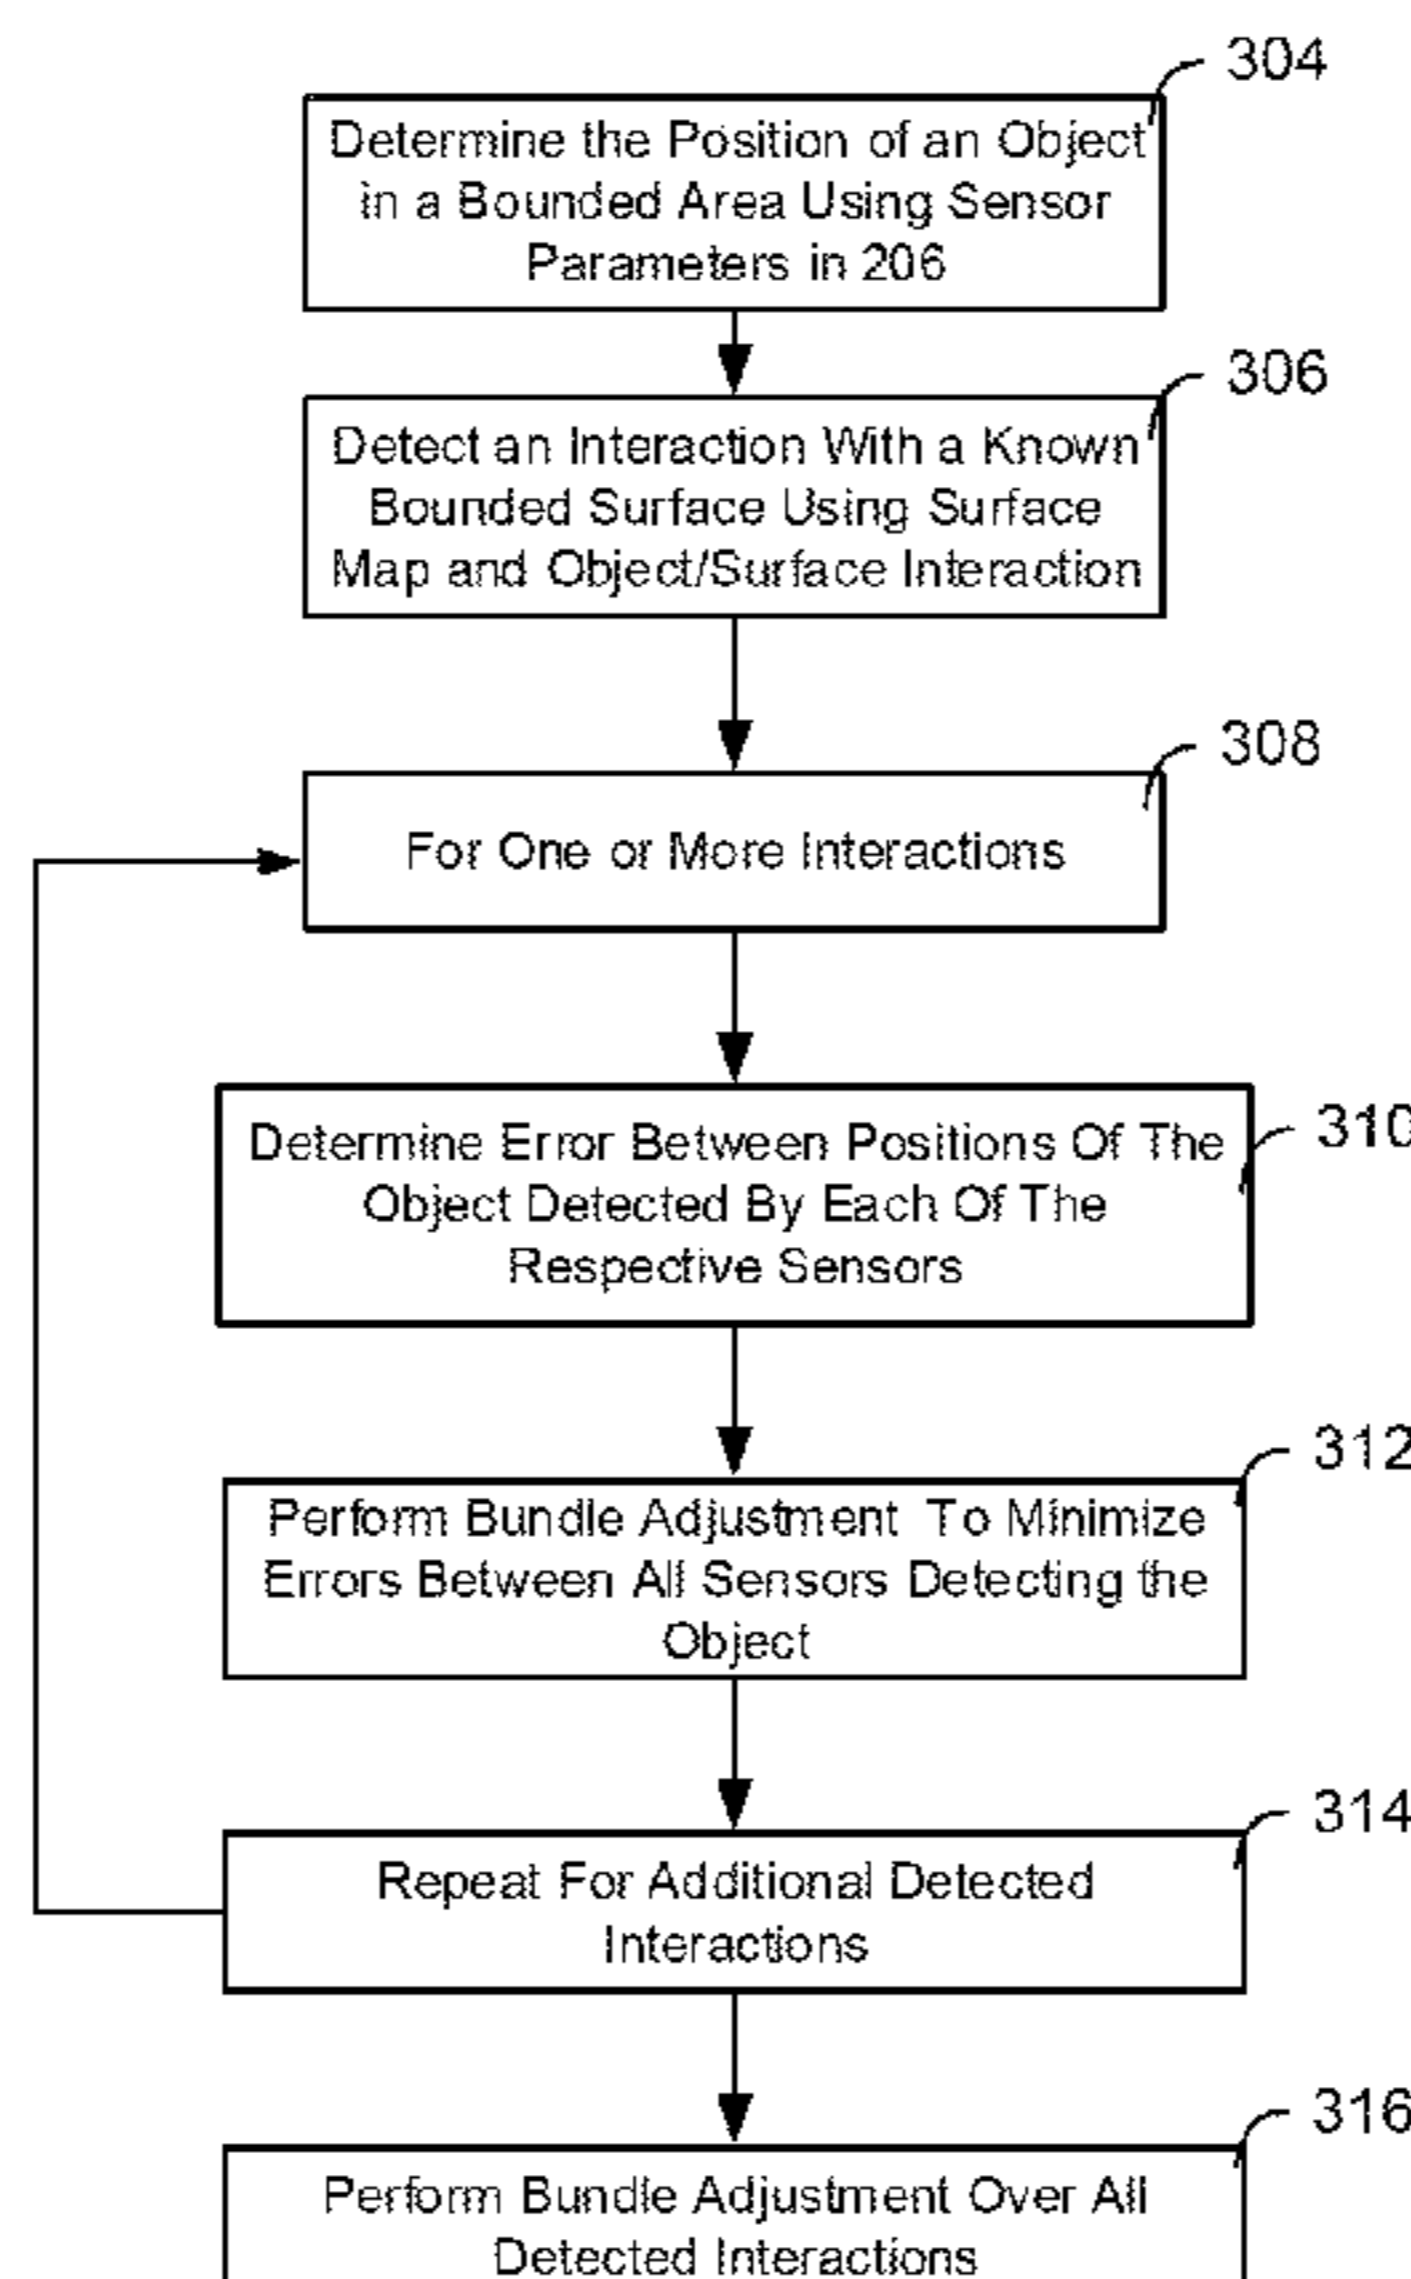 304
Determine the Position of an Object
in a Bounded Area Using Sensor
Parameters in 206
306
Detect an Interaction With a Known
Bounded Surface Using Surface
Map and Object/Surface Interaction
308
For One or More Interactions
310
Determine Error Between Positions Of The
Object Detected By Each Of The
Respective Sensors
312
Perform Bundle Adjustment To Minimize
Errors Between All Sensors Detecting the
Object
314
Repeat For Additional Detected
Interactions
316
Perform Bundle Adjustment Over All
Detected Interactions